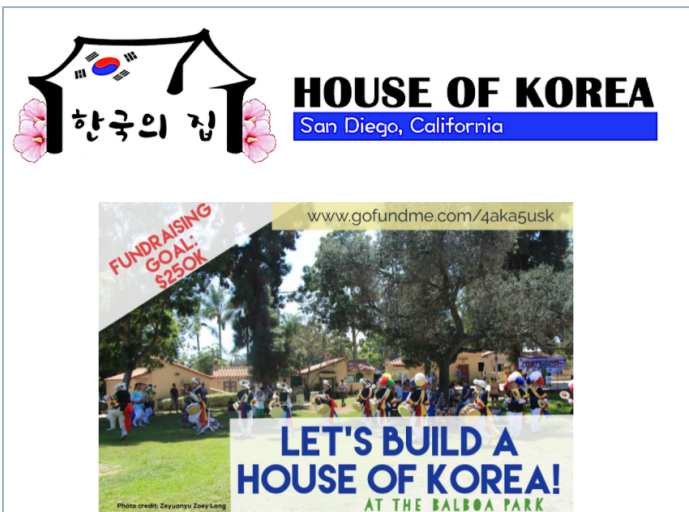 한국의 집
HOUSE OF KOREA
San Diego, California
www.gofundme.com/4aka5usk
FUNDRAISING
GOAL:
$250K
LET'S BUILD A
HOUSE OF KOREA!
AT THE BALBOA PARK
Photo credit: Zeyuanyu Zoey Lang